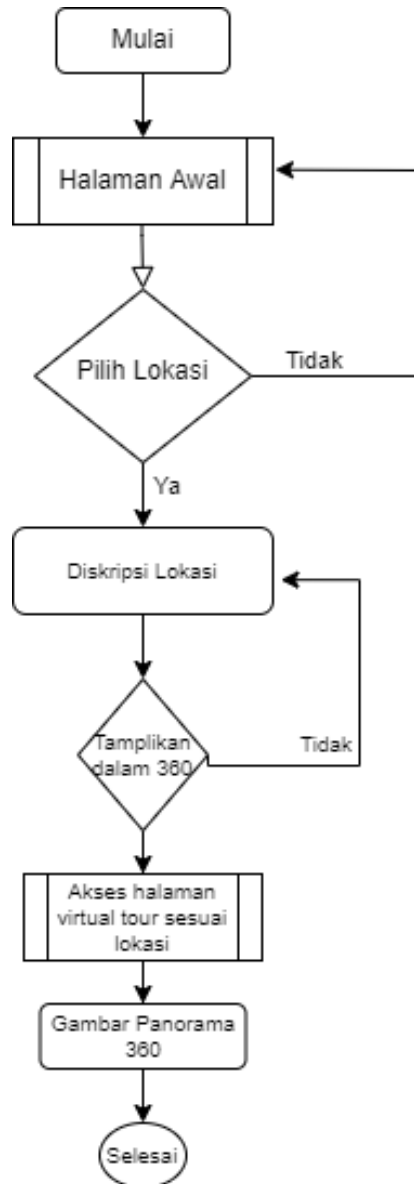 Mulai
Halaman Awal
Pilih Lokasi
Tidak
Ya
Diskripsi Lokasi
Tamplikan
dalam 360
Tidak
Akses halaman
virtual tour sesuai
lokasi
Gambar Panorama
360
Selesai